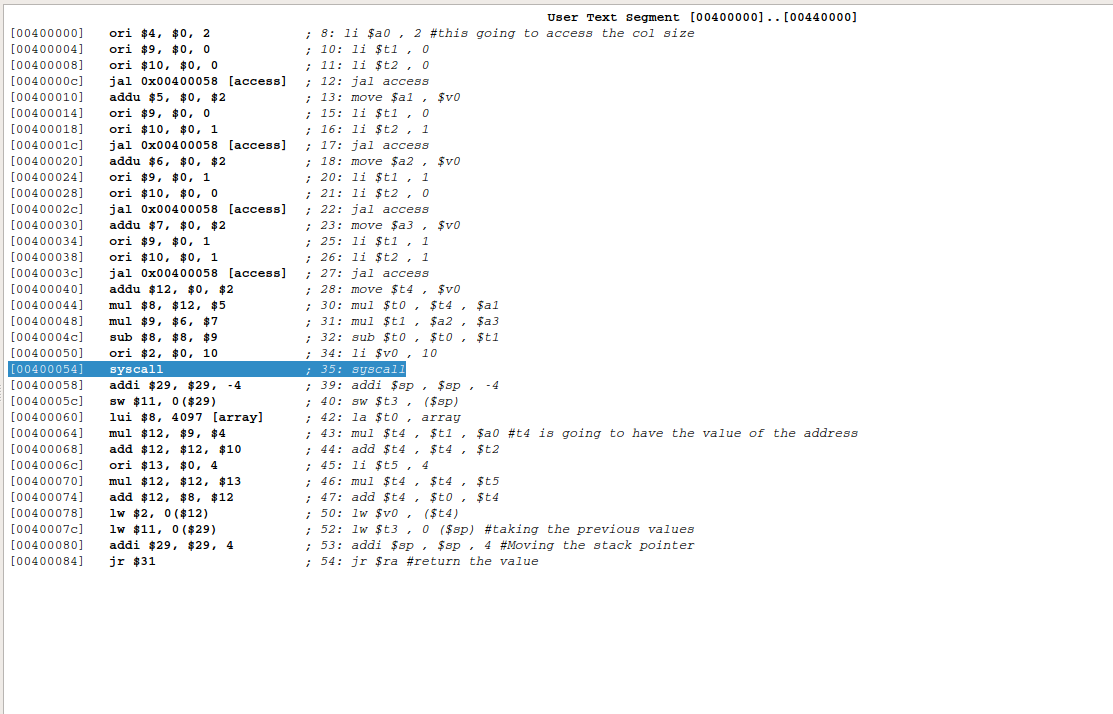 User Text Segment [00400000]..[00440000]
[00400000] ori $4, $0, 2 ; 8: li $a0 , 2 #this going to access the col size
[00400004] ori $9, $0, 0 ; 10: li $t1 , 0
[00400008] ori $10, $0, 0 ; 11: li $t2 , 0
[0040000c] jal 0x00400058 [access] ; 12: jal access
[00400010] addu $5, $0, $2 ; 13: move $a1 , $v0
[00400014] ori $9, $0, 0 ; 15: li $t1 , 0
[00400018] ori $10, $0, 1 ; 16: li $t2 , 1
[0040001c] jal 0x00400058 [access] ; 17: jal access
[00400020] addu $6, $0, $2 ; 18: move $a2 , $v0
[00400024] ori $9, $0, 1 ; 20: li $t1 , 1
[00400028] ori $10, $0, 0 ; 21: li $t2 , 0
[0040002c] jal 0x00400058 [access] ; 22: jal access
[00400030] addu $7, $0, $2 ; 23: move $a3 , $v0
[00400034] ori $9, $0, 1 ; 25: li $t1 , 1
[00400038] ori $10, $0, 1 ; 26: li $t2 , 1
[0040003c] jal 0x00400058 [access] ; 27: jal access
[00400040] addu $12, $0, $2 ; 28: move $t4 , $v0
[00400044] mul $8, $12, $5 ; 30: mul $t0 , $t4 , $a1
[00400048] mul $9, $6, $7 ; 31: mul $t1 , $a2 , $a3
[0040004c] sub $8, $8, $9 ; 32: sub $t0 , $t0 , $t1
[00400050] ori $2, $0, 10 ; 34: li $v0 , 10
[00400054] syscall ; 35: syscall
[00400058] addi $29, $29, -4 ; 39: addi $sp , $sp , -4
[0040005c] sw $11, 0($29) ; 40: sw $t3 , ($sp)
[00400060] lui $8, 4097 [array] ; 42: la $t0 , array
[00400064] mul $12, $9, $4 ; 43: mul $t4 , $t1 , $a0 #t4 is going to have the value of the address
[00400068] add $12, $12, $10 ; 44: add $t4 , $t4 , $t2
[0040006c] ori $13, $0, 4 ; 45: li $t5 , 4
[00400070] mul $12, $12, $13 ; 46: mul $t4 , $t4 , $t5
[00400074] add $12, $8, $12 ; 47: add $t4 , $t0 , $t4
[00400078] lw $2, 0($12) ; 50: lw $v0 , ($t4)
[0040007c] lw $11, 0($29) ; 52: lw $t3 , 0 ($sp) #taking the previous values
[00400080] addi $29, $29, 4 ; 53: addi $sp , $sp , 4 #Moving the stack pointer
[00400084] jr $31 ; 54: jr $ra #return the value